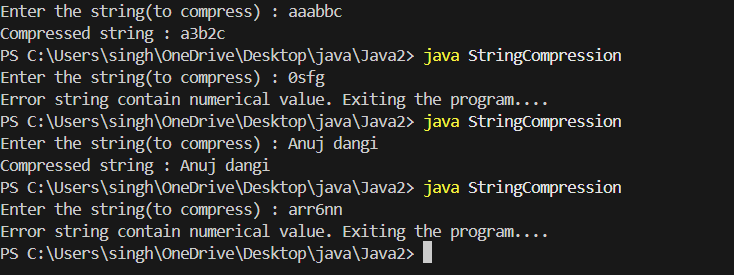 Enter the string(to compress) : aaabbc
Compressed string : a3b2c
PS C:\Users\singh\OneDrive\Desktop\java\Java2> java StringCompression
Enter the string(to compress) : 0sfg
Error string contain numerical value. Exiting the program....
PS C:\Users\singh\OneDrive\Desktop\java\Java2> java StringCompression
Enter the string(to compress) : Anuj dangi
Compressed string : Anuj dangi
PS C:\Users\singh\OneDrive\Desktop\java\Java2> java StringCompression
Enter the string(to compress) : arr6nn
Error string contain numerical value. Exiting the program....
PS C:\Users\singh\OneDrive\Desktop\java\Java2>